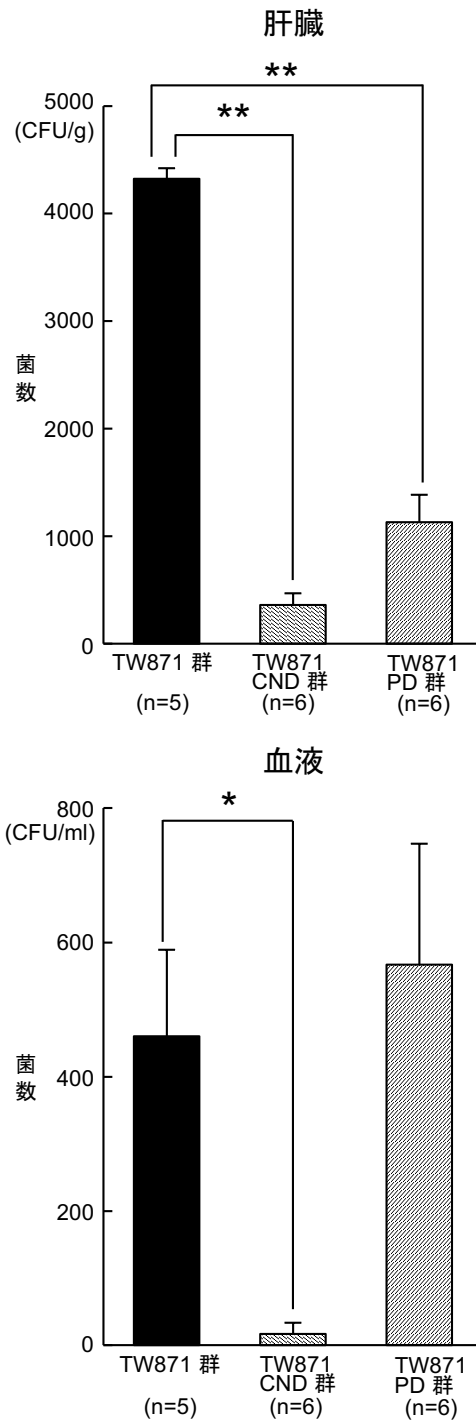 肝臓
**
**
5000
(CFU/g)
4000
3000
菌
数
2000
1000
0
TW871 群
(n=5)
TW871
CND 群
(n=6)
TW871
PD 群
(n=6)
血液
*
800
(CFU/ml)
600
菌
数
400
200
0
TW871 群
(n=5)
TW871
CND 群
(n=6)
TW871
PD 群
(n=6)